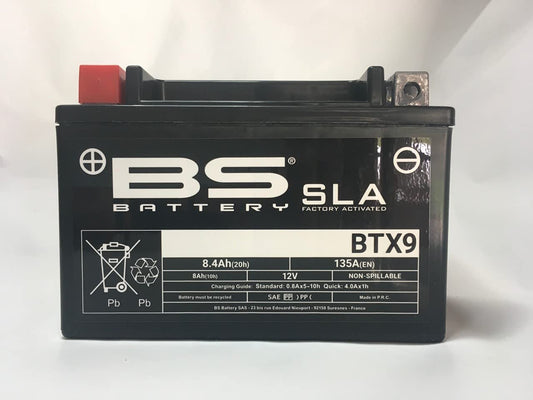 BS®
BATTERY
SLA
FACTORY ACTIVATED
BTX9
8.4Ah(20h) 135A(EN)
8Ah(10h) 12V NON-SPILLABLE
Charging Guide: Standard: 0.8Ax5-10h Quick: 4.0Ax1h
Battery must be recycled SAE (PP) )PP( Made in P.R.C.
BS Battery SAS - 23 bis rue Edouard Nieuport - 92150 Suresnes - France
Pb Pb